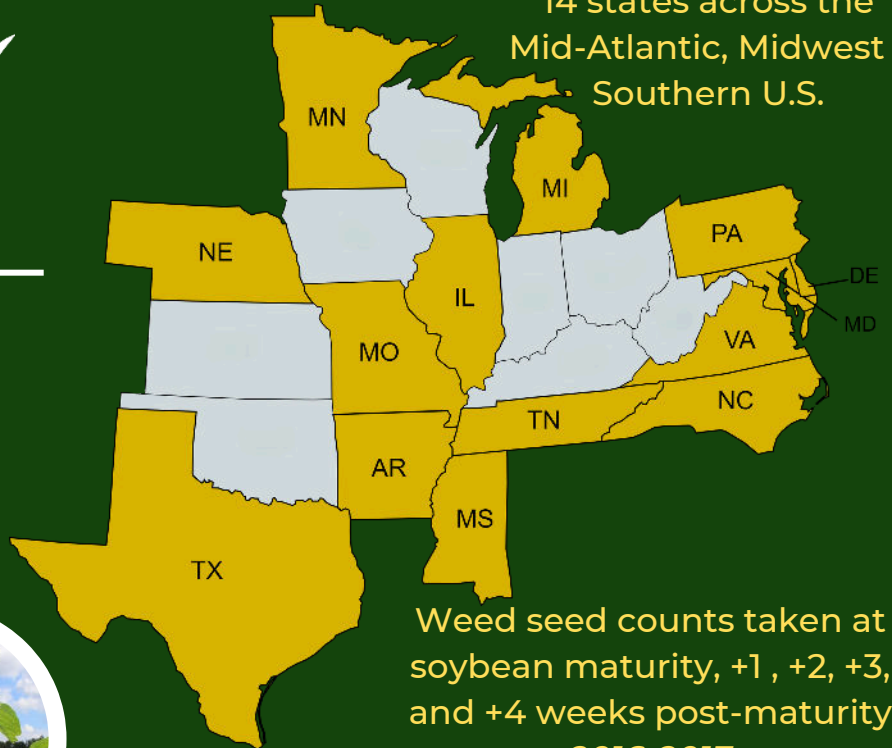 14 states across the
Mid-Atlantic, Midwest
Southern U.S.
MN
MI
NE
PA
IL
DE
MO
MD
VA
NC
TN
AR
MS
TX
Weed seed counts taken at
soybean maturity, +1 , +2, +3,
and +4 weeks post-maturity